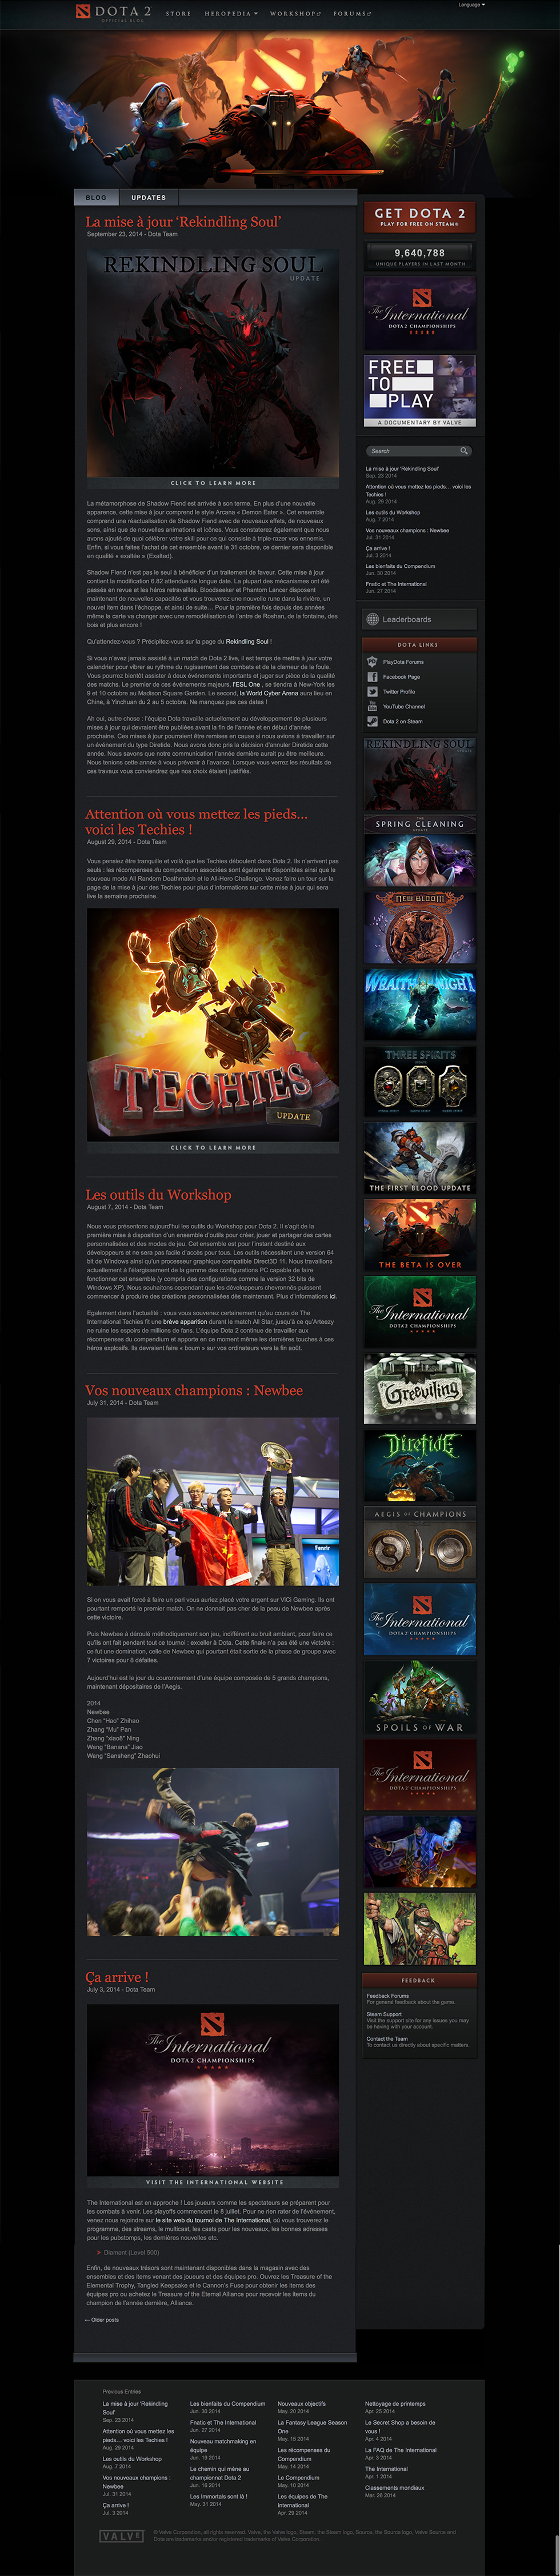 DOTA 2
OFFICIAL BLOG
STORE
HEROPEDIA
WORKSHOP
FORUMS
Language
BLOG
UPDATES
La mise à jour ‘Rekindling Soul’
September 23, 2014 - Dota Team
REKINDLING SOUL
UPDATE
CLICK TO LEARN MORE
La métamorphose de Shadow Fiend est arrivée à son terme. En plus d'une nouvelle
apparence, cette mise à jour comprend le style Arcana « Demon Eater ». Cet ensemble
comprend une réactualisation de Shadow Fiend avec de nouveaux effets, de nouveaux
sons, ainsi que de nouvelles animations et icônes. Vous constaterez également que nous
avons ajouté de quoi célébrer votre skill pour ce qui consiste à triple-razer vos ennemis.
Enfin, si vous faîtes l'achat de cet ensemble avant le 31 octobre, ce dernier sera disponible
en qualité « exaltée » (Exalted).
Shadow Fiend n'est pas le seul à bénéficier d'un traitement de faveur. Cette mise à jour
contient la modification 6.82 attendue de longue date. La plupart des mécanismes ont été
passés en revue et les héros retravaillés. Bloodseeker et Phantom Lancer disposent
maintenant de nouvelles capacités et vous trouverez une nouvelle rune dans la rivière, un
nouvel item dans l'échoppe, et ainsi de suite... Pour la première fois depuis des années
même la carte va changer avec une remodélisation de l'antre de Roshan, de la fontaine, des
bois et plus encore !
Qu'attendez-vous ? Précipitez-vous sur la page du Rekindling Soul !
Si vous n'avez jamais assisté à un match de Dota 2 live, il est temps de mettre à jour votre
calendrier pour vibrer au rythme du rugissement des combats et de la clameur de la foule.
Vous pourrez bientôt assister à deux événements et juger sur pièce de la qualité des
matchs. Le premier de ces évenements majeurs, l'ESL One , se tiendra à New-York les
9 et 10 octobre au Madison Square Garden. Le second, la World Cyber Arena aura lieu en
Chine, à Yinchuan du 2 au 5 octobre. Ne manquez pas ces dates !
Ah oui, autre chose : l'équipe Dota travaille actuellement au développement de plusieurs
mises à jour qui devraient être publiées avant la fin de l'année et en début d'année
prochaine. Ces mises à jour pourraient être remises en cause si nous avions à travailler sur
un événement du type Diretide. Nous avons donc pris la décision d'annuler Diretide cette
année. Nous savons que notre communication l'année dernière aurait pu être meilleure.
Nous tenions cette année à vous prévenir à l'avance. Lorsque vous verrez les résultats de
ces travaux vous conviendrez que nos choix étaient justifiés.
Attention où vous mettez les pieds…
voici les Techies !
August 29, 2014 - Dota Team
Vous pensiez être tranquille et voilà que les Techies déboulent dans Dota 2. Ils n'arrivent pas
seuls : les récompenses du compendium associées sont également disponibles ainsi que le
nouveau mode All Random Deathmatch et le All-Hero Challenge. Venez faire un tour sur la
page de la mise à jour des Techies pour plus d'informations sur cette mise à jour qui sera
live la semaine prochaine.
TECHIES
UPDATE
CLICK TO LEARN MORE
Les outils du Workshop
August 7, 2014 - Dota Team
Nous vous présentons aujourd'hui les outils du Workshop pour Dota 2. Il s'agit de la
première mise à disposition d'un ensemble d'outils pour créer, jouer et partager des cartes
personnalisées et des modes de jeu. Cet outil est pour l'instant destiné aux
développeurs et ne sera pas facile d'accès pour tous. Les outils nécessitent une version 64
bit de Windows ainsi qu'un processeur graphique compatible Direct3D 11. Nous travaillons
actuellement à l'élargissement de la gamme des configurations PC capable de faire
fonctionner cet ensemble (y compris des configurations comme la version 32 bits de
Windows XP). Nous souhaitons cependant que les développeurs chevronnés puissent
commencer à produire des créations personnalisées dès maintenant. Plus d'informations ici.
Egalement dans l'actualité : vous vous souvenez certainement qu'au cours de The
International Techies fit une brève apparition durant le match All Star, jusqu'à ce qu'Arteezy
ne ruine les espoirs de millions de fans. L'équipe Dota 2 continue de travailler aux
récompenses du compendium et apporte en ce moment même les dernières touches à ces
héros explosifs. Ils devraient faire « boum » sur vos ordinateurs vers la fin août.
Vos nouveaux champions : Newbee
July 31, 2014 - Dota Team
Si on vous avait forcé à faire un pari vous auriez placé votre argent sur ViCi Gaming. Ils ont
pourtant remporté le premier match. On ne donnait pas cher de la peau de Newbee après
cette victoire.
Puis Newbee à déroulé méthodiquement son jeu, indifférent au bruit ambiant, pour faire ce
qu'ils ont fait pendant tout ce tournoi : exceller à Dota. Cette finale n'a pas été une victoire :
ce fut une domination, celle de Newbee qui pourtant était sortie de la phase de groupe avec
7 victoires pour 8 défaites.
Aujourd'hui est le jour du couronnement d'une équipe composée de 5 grands champions,
maintenant dépositaires de l'Aegis.
2014
Newbee
Chen "Hao" Zhihao
Zhang "Mu" Pan
Zhang "xiao8" Ning
Wang "Banana" Jiao
Wang "Sansheng" Zhaohui
Ça arrive !
July 3, 2014 - Dota Team
The International
DOTA 2 CHAMPIONSHIPS
VISIT THE INTERNATIONAL WEBSITE
The International est en approche ! Les joueurs comme les spectateurs se préparent pour
les combats à venir. Les playoffs commencent le 8 juillet. Pour ne rien rater de l'évènement,
venez nous rejoindre sur le site web du tournoi de The International, où vous trouverez le
programme, des streams, le multicast, les casts pour les nouveaux, les bonnes adresses
pour les pubstomps, les dernières nouvelles etc.
> Diamant (Level 500)
Enfin, de nouveaux trésors sont maintenant disponibles dans la magasin avec des
ensembles et des items venant des joueurs et des équipes pro. Ouvrez les Treasure of the
Elemental Trophy, Tangled Keepsake et le Cannon's Fuse pour obtenir les items des
équipes pro ou achetez le Treasure of the Eternal Alliance pour recevoir les items du
champion de l'année dernière, Alliance.
← Older posts
GET DOTA 2
PLAY FOR FREE ON STEAM®
9,640,788
UNIQUE PLAYERS IN LAST MONTH
The International
DOTA 2 CHAMPIONSHIPS
FREE
TO
PLAY
A DOCUMENTARY BY VALVE
Search
La mise à jour 'Rekindling Soul'
Sep. 23 2014
Attention où vous mettez les pieds… voici les
Techies !
Aug. 29 2014
Les outils du Workshop
Aug. 7 2014
Vos nouveaux champions : Newbee
Jul. 31 2014
Ça arrive !
Jul. 3 2014
Les bienfaits du Compendium
Jun. 30 2014
Fnatic et The International
Jun. 27 2014
Leaderboards
DOTA LINKS
PlayDota Forums
Facebook Page
Twitter Profile
YouTube Channel
Dota 2 on Steam
REKINDLING SOUL
UPDATE
THE
SPRING CLEANING
UPDATE
NEW BLOOM
WRAITH NIGHT
THREE SPIRITS
THE FIRST BLOOD UPDATE
THE BETA IS OVER
The International
DOTA 2 CHAMPIONSHIPS
Greeviling
Diretide
AEGIS OF CHAMPIONS
The International
DOTA 2 CHAMPIONSHIPS
SPOILS OF WAR
The International
DOTA 2 CHAMPIONSHIPS
FEEDBACK
Feedback Forums
For general feedback about the game.
Steam Support
Visit the support site for any issues you may
be having with your account.
Contact the Team
To contact us directly about specific matters.
Previous Entries
La mise à jour 'Rekindling
Soul'
Sep. 23 2014
Attention où vous mettez les
pieds… voici les Techies !
Aug. 29 2014
Les outils du Workshop
Aug. 7 2014
Vos nouveaux champions :
Newbee
Jul. 31 2014
Ça arrive !
Jul. 3 2014
Les bienfaits du Compendium
Jun. 30 2014
Fnatic et The International
Jun. 27 2014
Nouveau matchmaking en
équipe
Jun. 19 2014
Le chemin qui mène au
championnat Dota 2
Jun. 16 2014
Les Immortals sont là !
May. 31 2014
Nouveaux objectifs
May. 20 2014
La Fantasy League Season
One
May. 15 2014
Les récompenses du
Compendium
May. 14 2014
Le Compendium
May. 10 2014
Les équipes de The
International
Apr. 29 2014
Nettoyage de printemps
Apr. 25 2014
Le Secret Shop a besoin de
vous !
Apr. 4 2014
La FAQ de The International
Apr. 3 2014
The International
Apr. 1 2014
Classements mondiaux
Mar. 26 2014
VALVE
© Valve Corporation, all rights reserved. Valve, the Valve logo, Steam, the Steam logo, Source, the Source logo, Valve Source and
Dota are trademarks and/or registered trademarks of Valve Corporation.